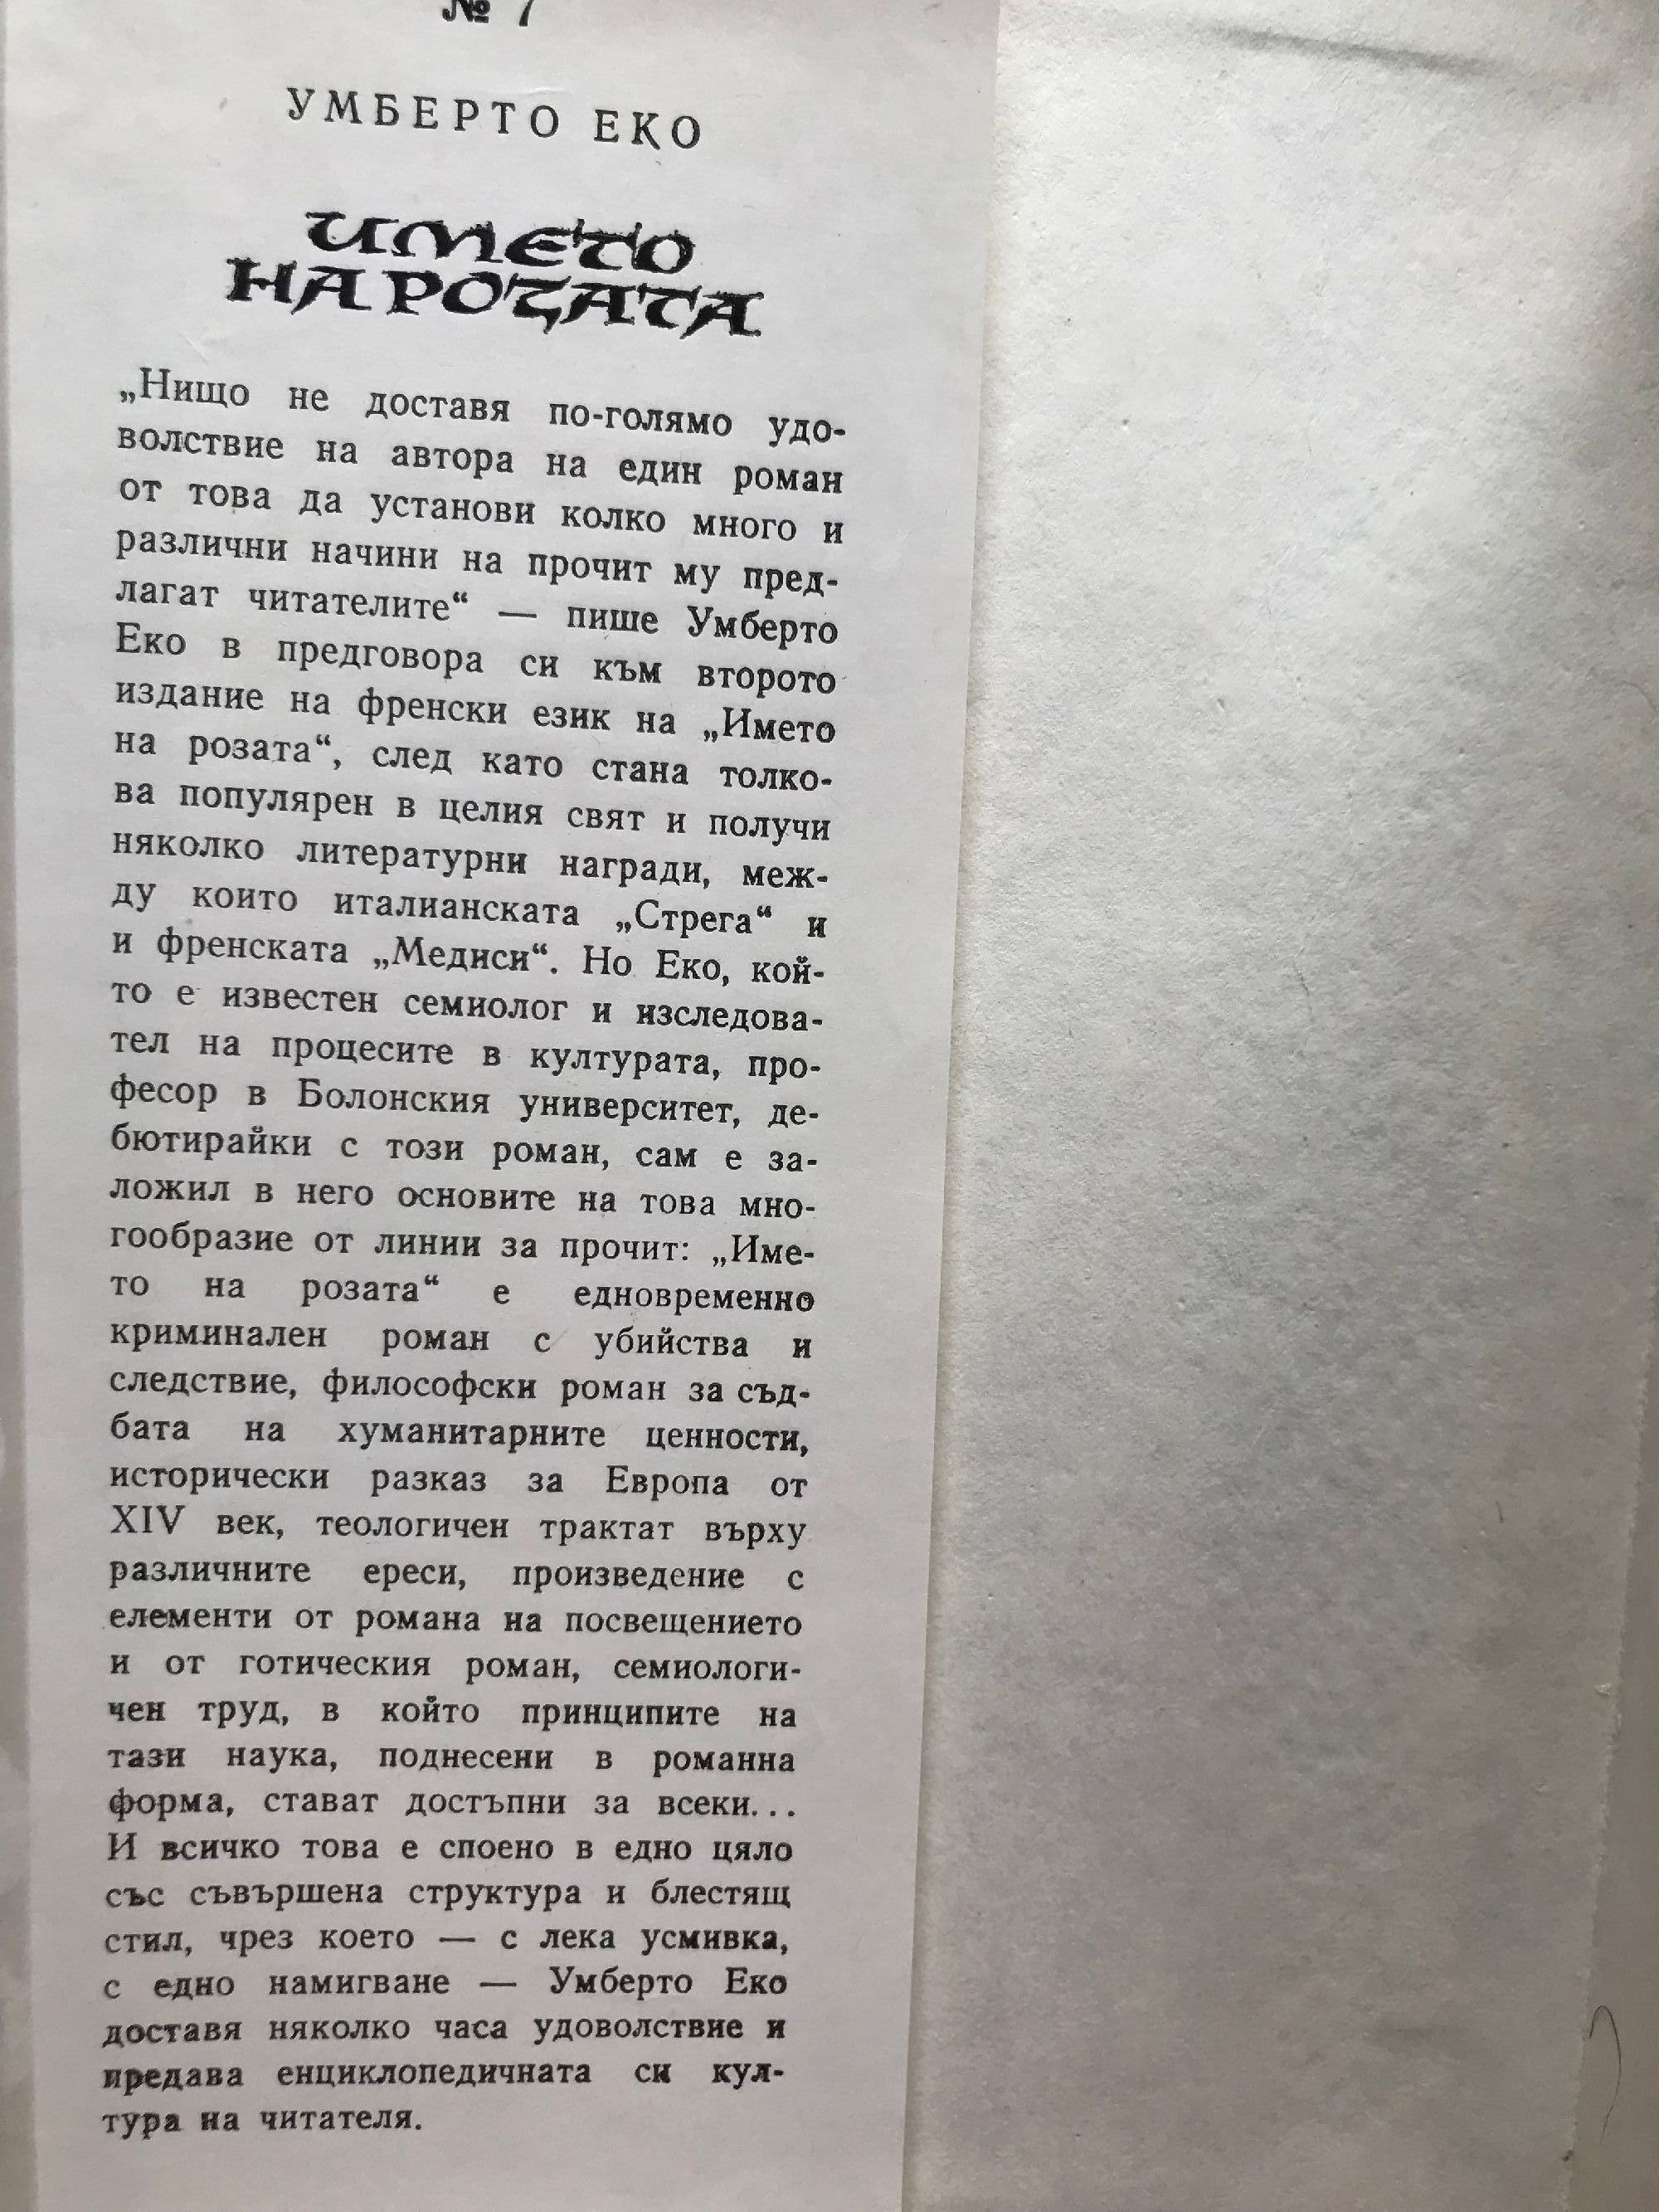 № 7
УМБЕРТО ЕКО
ИМЕТО
НА РОЗАТА
„Нищо не доставя по-голямо удо-
волствие на автора на един роман
от това да установи колко много и
различни начини на прочит му пред-
лагат читателите“ — пише Умберто
Еко в предговора си към второто
издание на френски език на „Името
на розата“, след като стана толко-
ва популярен в целия свят и получи
няколко литературни награди, меж-
ду които италианската „Стрега“ и
и френската „Медиси“. Но Еко, кой-
то е известен семиолог и изследова-
тел на процесите в културата, про-
фесор в Болонския университет, де-
бютирайки с този роман, сам е за-
ложил в него основите на това мно-
гообразие от линии за прочит: „Име-
то на розата“ е едновременно
криминален роман с убийства и
следствие, философски роман за съд-
бата на хуманитарните ценности,
исторически разказ за Европа от
XIV век, теологичен трактат върху
различните ереси, произведение с
елементи от романа на посвещението
и от готическия роман, семиологи-
чен труд, в който принципите на
тази наука, поднесени в романна
форма, стават достъпни за всеки...
И всичко това е споено в едно цяло
със съвършена структура и блестящ
стил, чрез което — с лека усмивка,
с едно намигване — Умберто Еко
доставя няколко часа удоволствие и
предава енциклопедичната си кул-
тура на читателя.